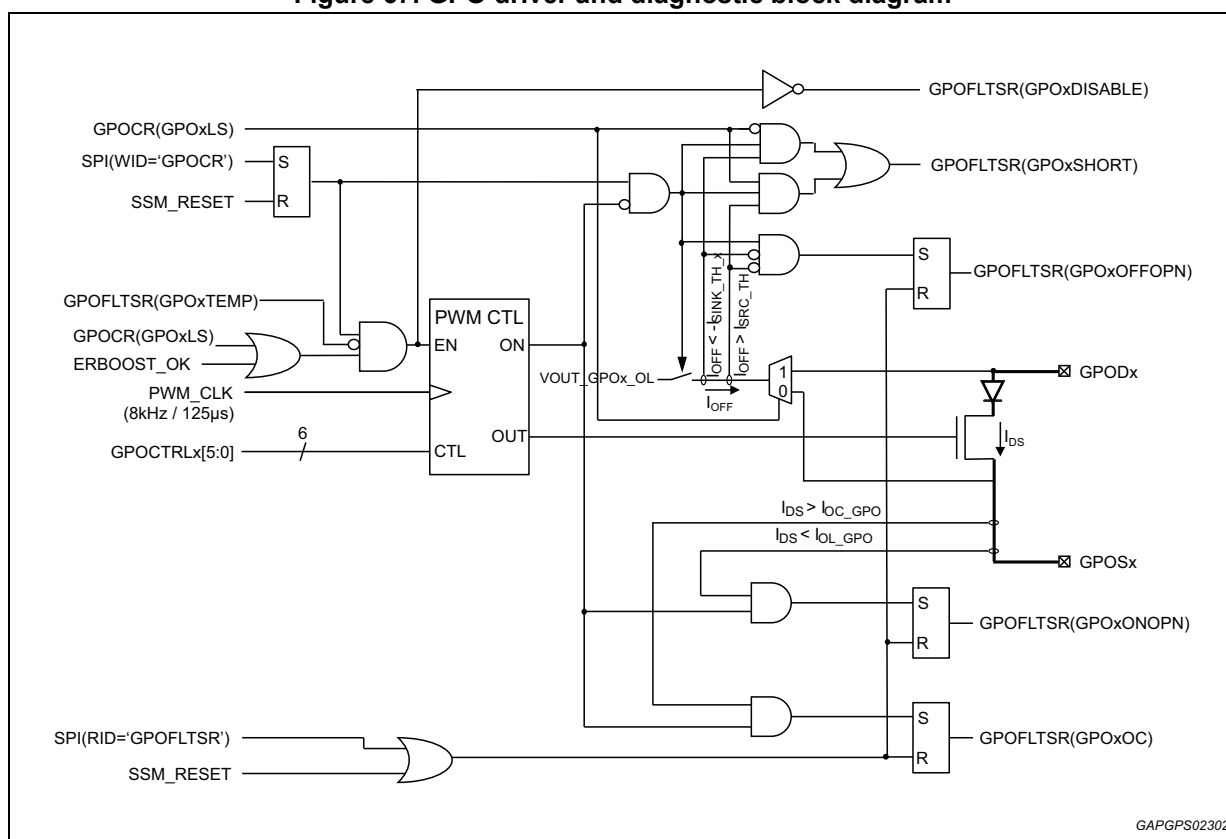 GPOFLTSR(GPOxDISABLE)
GPOCR(GPOxLS)
SPI(WID=‘GPOCR’)
S
R
SSM_RESET
GPOFLTSR(GPOxSHORT)
S
R
GPOFLTSR(GPOxOFFOPN)
GPOFLTSR(GPOxTEMP)
GPOCR(GPOxLS)
ERBOOST_OK
PWM_CLK
(8kHz / 125µs)
GPOCTRLx[5:0]
6
PWM CTL
EN
ON
OUT
CTL
VOUT_GPOx_OL
IOFF < -ISINK_TH_x
IOFF > ISRC_TH
IOFF
1
0
GPODx
IDS
IDS > IOC_GPO
IDS < IOL_GPO
GPOSx
S
R
GPOFLTSR(GPOxONOPN)
SPI(RID=‘GPOFLTSR’)
SSM_RESET
S
R
GPOFLTSR(GPOxOC)
GAPGPS02302